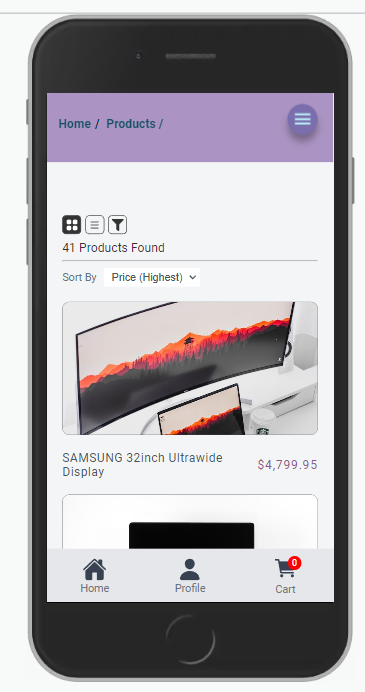 Home / Products /
41 Products Found
Sort By Price (Highest)
SAMSUNG 32inch Ultrawide
Display $4,799.95
0
Home Profile Cart